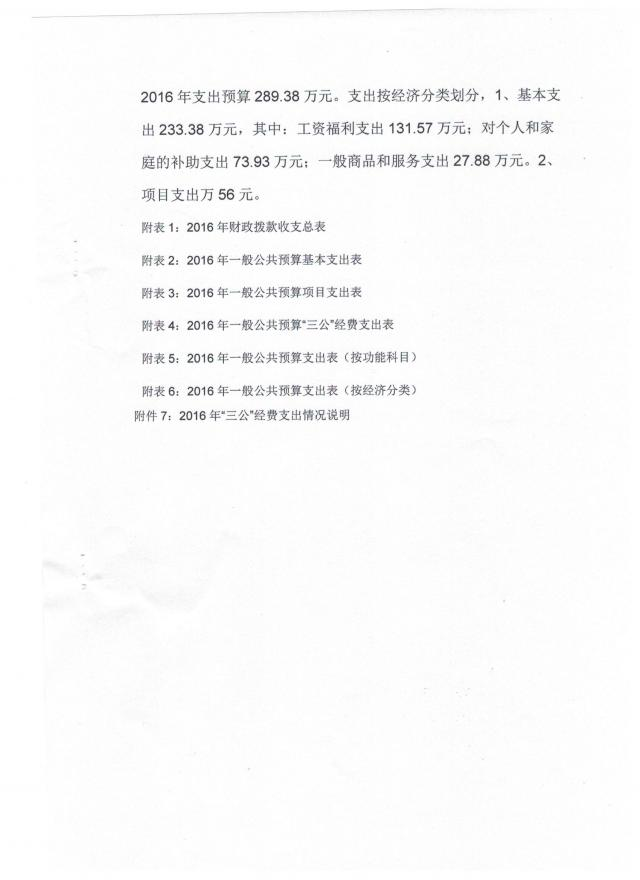 2016 年支出预算 289.38 万元。支出按经济分类划分，1、基本支
出 233.38 万元，其中：工资福利支出 131.57 万元；对个人和家
庭的补助支出 73.93 万元；一般商品和服务支出 27.88 万元。2、
项目支出万 56 元。
附表 1：2016 年财政拨款收支总表
附表 2：2016 年一般公共预算基本支出表
附表 3：2016 年一般公共预算项目支出表
附表 4：2016 年一般公共预算“三公”经费支出表
附表 5：2016 年一般公共预算支出表（按功能科目）
附表 6：2016 年一般公共预算支出表（按经济分类）
附件 7：2016 年“三公”经费支出情况说明